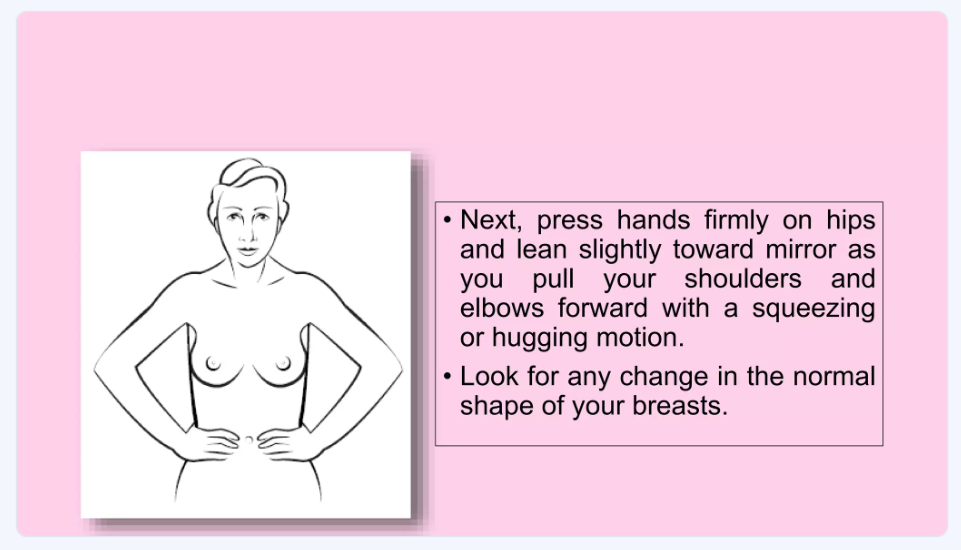 • Next, press hands firmly on hips
and lean slightly toward mirror as
you pull your shoulders and
elbows forward with a squeezing
or hugging motion.
• Look for any change in the normal
shape of your breasts.